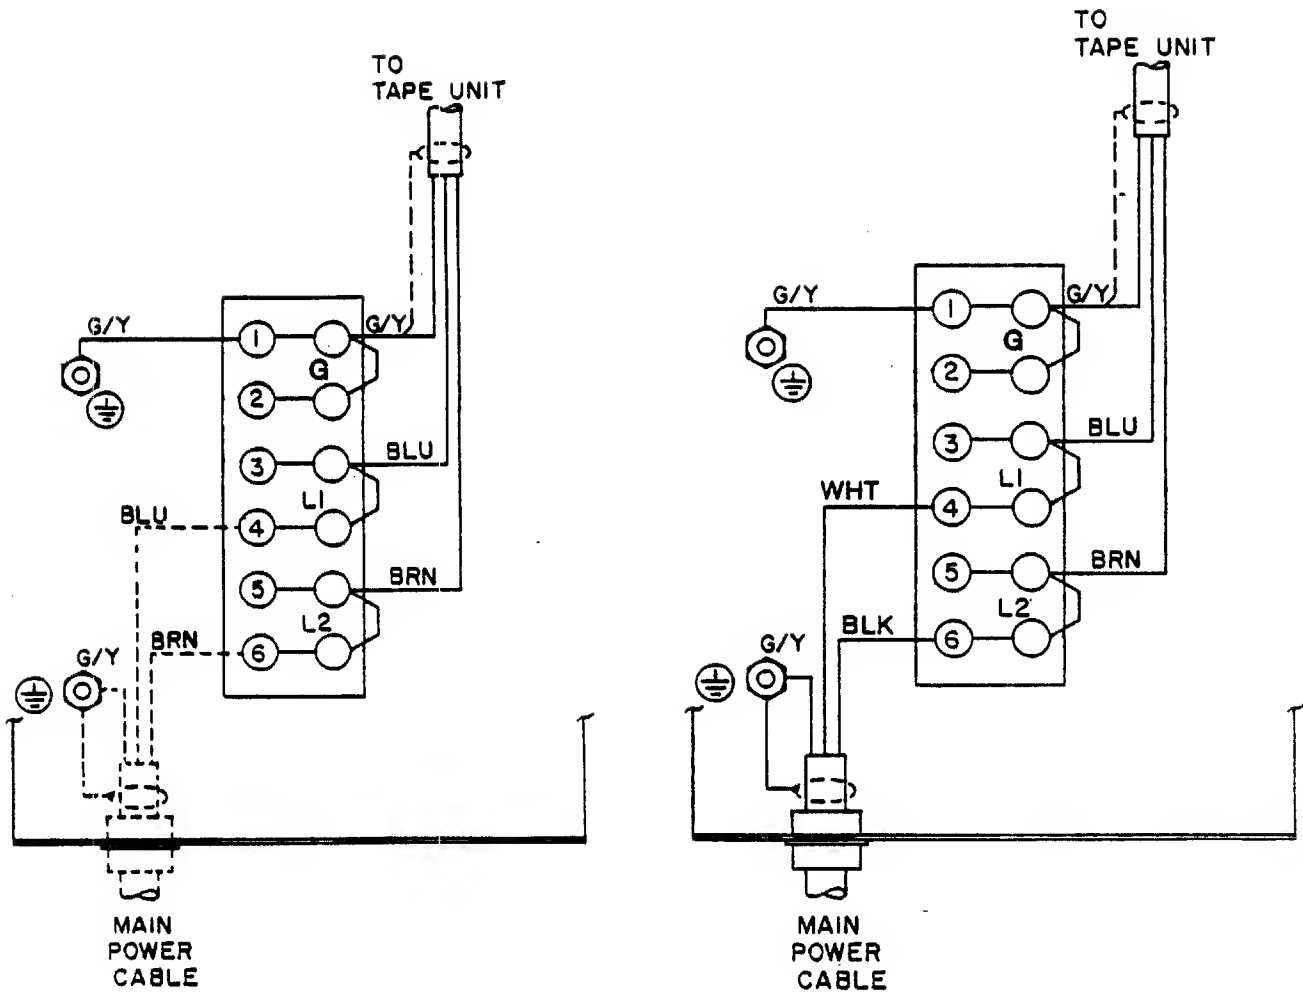 TO
TAPE UNIT
G/Y
1
G/Y
G
2
3
BLU
L1
BLU
4
5
BRN
L2
BRN
6
G/Y
MAIN
POWER
CABLE
TO
TAPE UNIT
G/Y
1
G/Y
G
2
3
BLU
L1
WHT
4
5
BRN
L2
BLK
6
G/Y
MAIN
POWER
CABLE